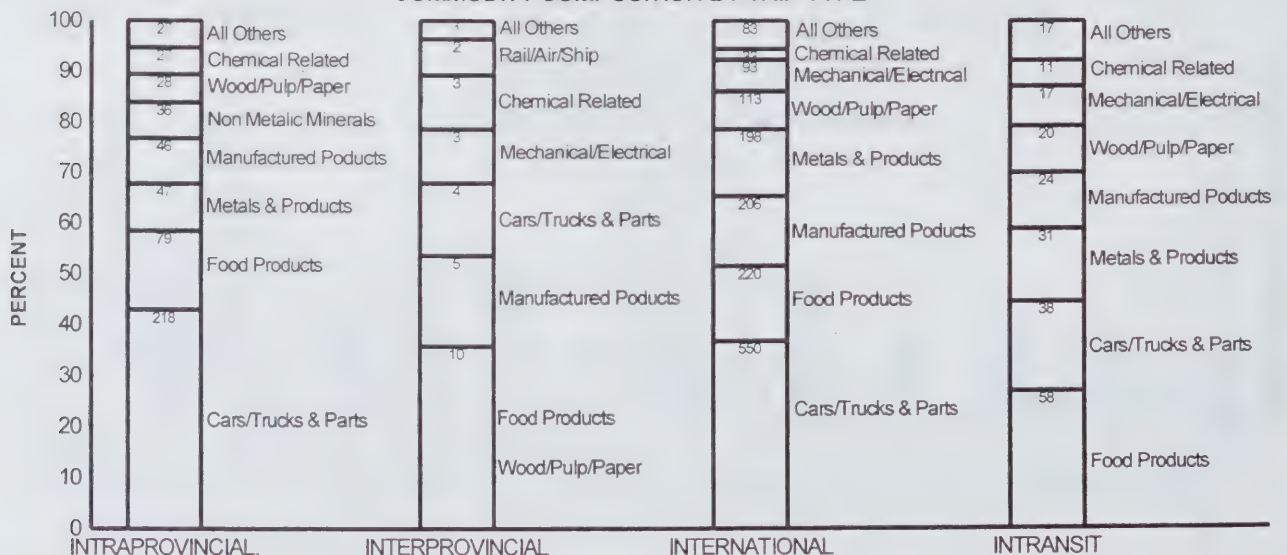 COMMODITY COMPOSITION BY TRIP TYPE
PERCENT
100
90
80
70
60
50
40
30
20
10
0
All Others
Chemical Related
28 Wood/Pulp/Paper
36 Non Metalic Minerals
46 Manufactured Poducts
47 Metals & Products
79 Food Products
218 Cars/Trucks & Parts
INTRAPROVINCIAL.
1 All Others
2 Rail/Air/Ship
3 Chemical Related
3 Mechanical/Electrical
4 Cars/Trucks & Parts
5 Manufactured Poducts
10 Food Products
Wood/Pulp/Paper
INTERPROVINCIAL
83 All Others
Chemical Related
93 Mechanical/Electrical
113 Wood/Pulp/Paper
198 Metals & Products
206 Manufactured Poducts
220 Food Products
550 Cars/Trucks & Parts
INTERNATIONAL
17 All Others
11 Chemical Related
17 Mechanical/Electrical
20 Wood/Pulp/Paper
24 Manufactured Poducts
31 Metals & Products
38 Cars/Trucks & Parts
58 Food Products
INTRANSIT